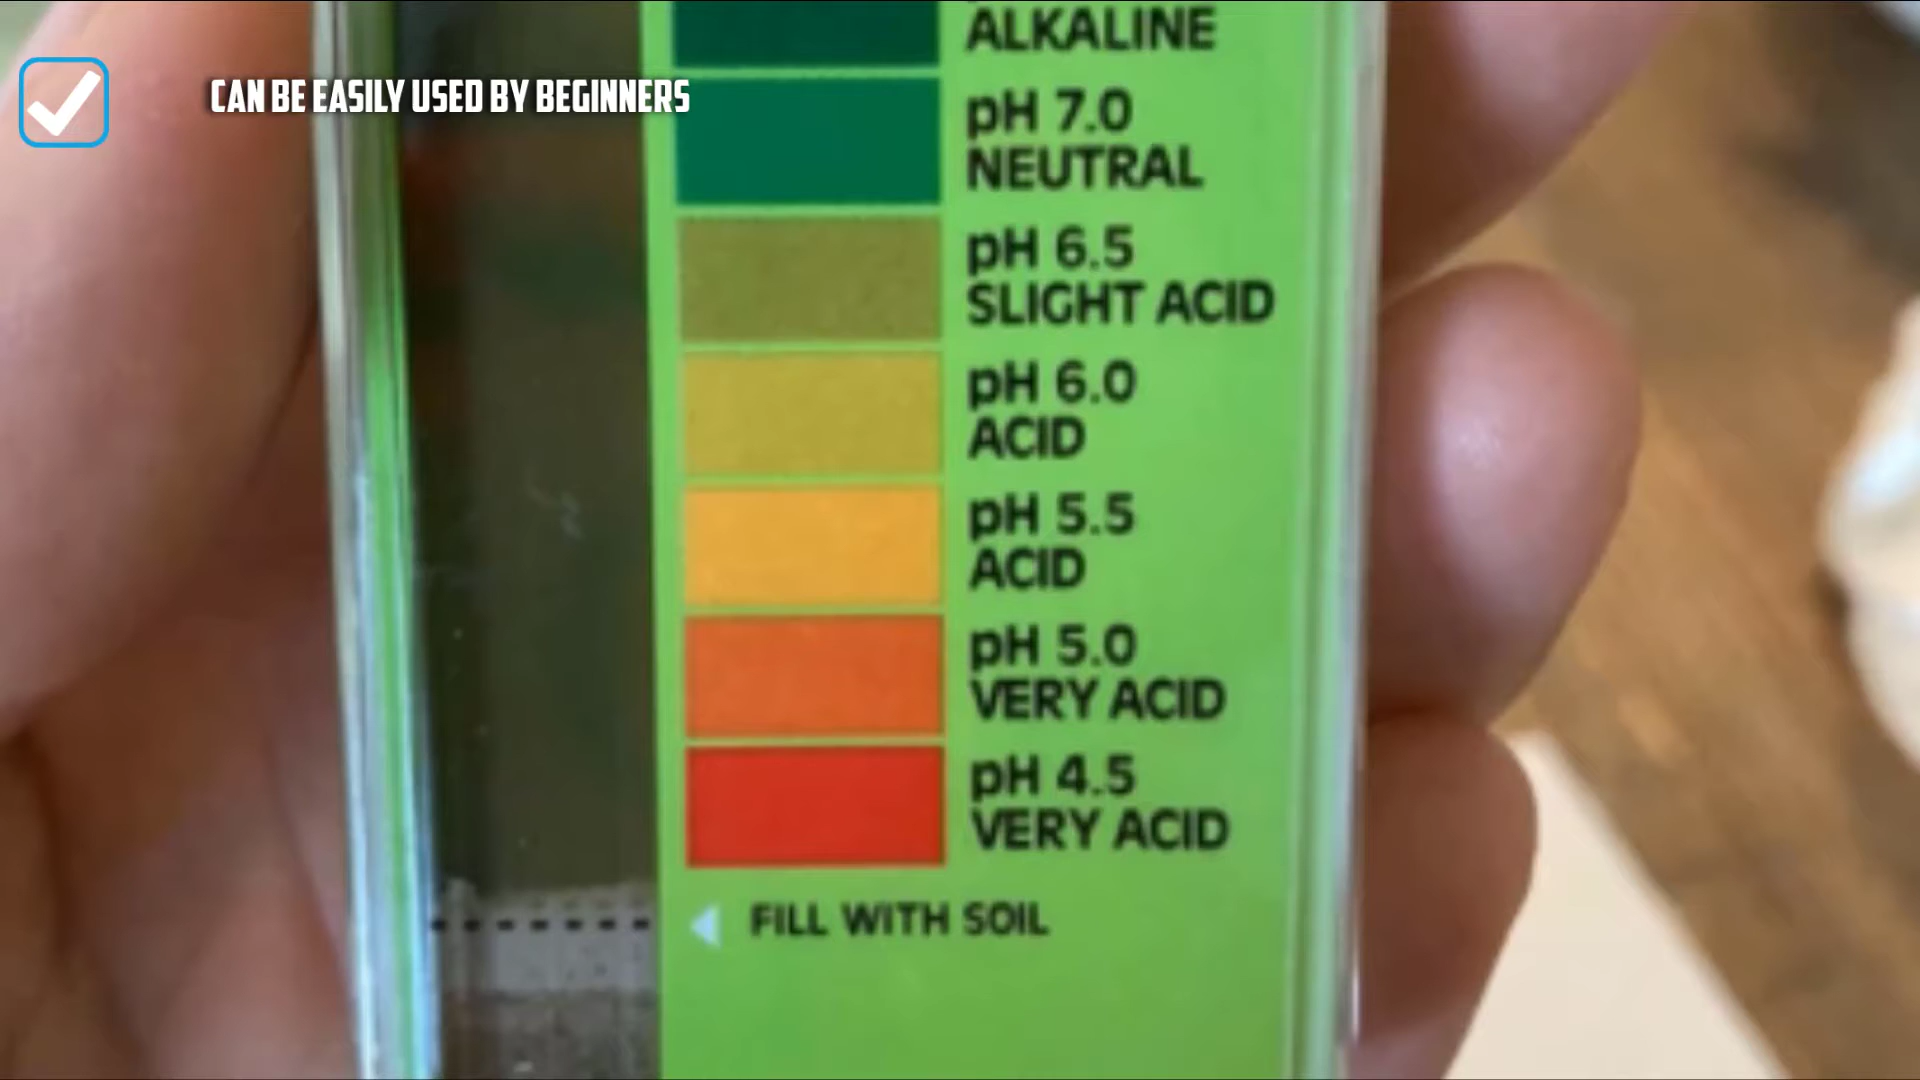 CAN BE EASILY USED BY BEGINNERS
ALKALINE
pH 7.0
NEUTRAL
pH 6.5
SLIGHT ACID
pH 6.0
ACID
pH 5.5
ACID
pH 5.0
VERY ACID
pH 4.5
VERY ACID
FILL WITH SOIL